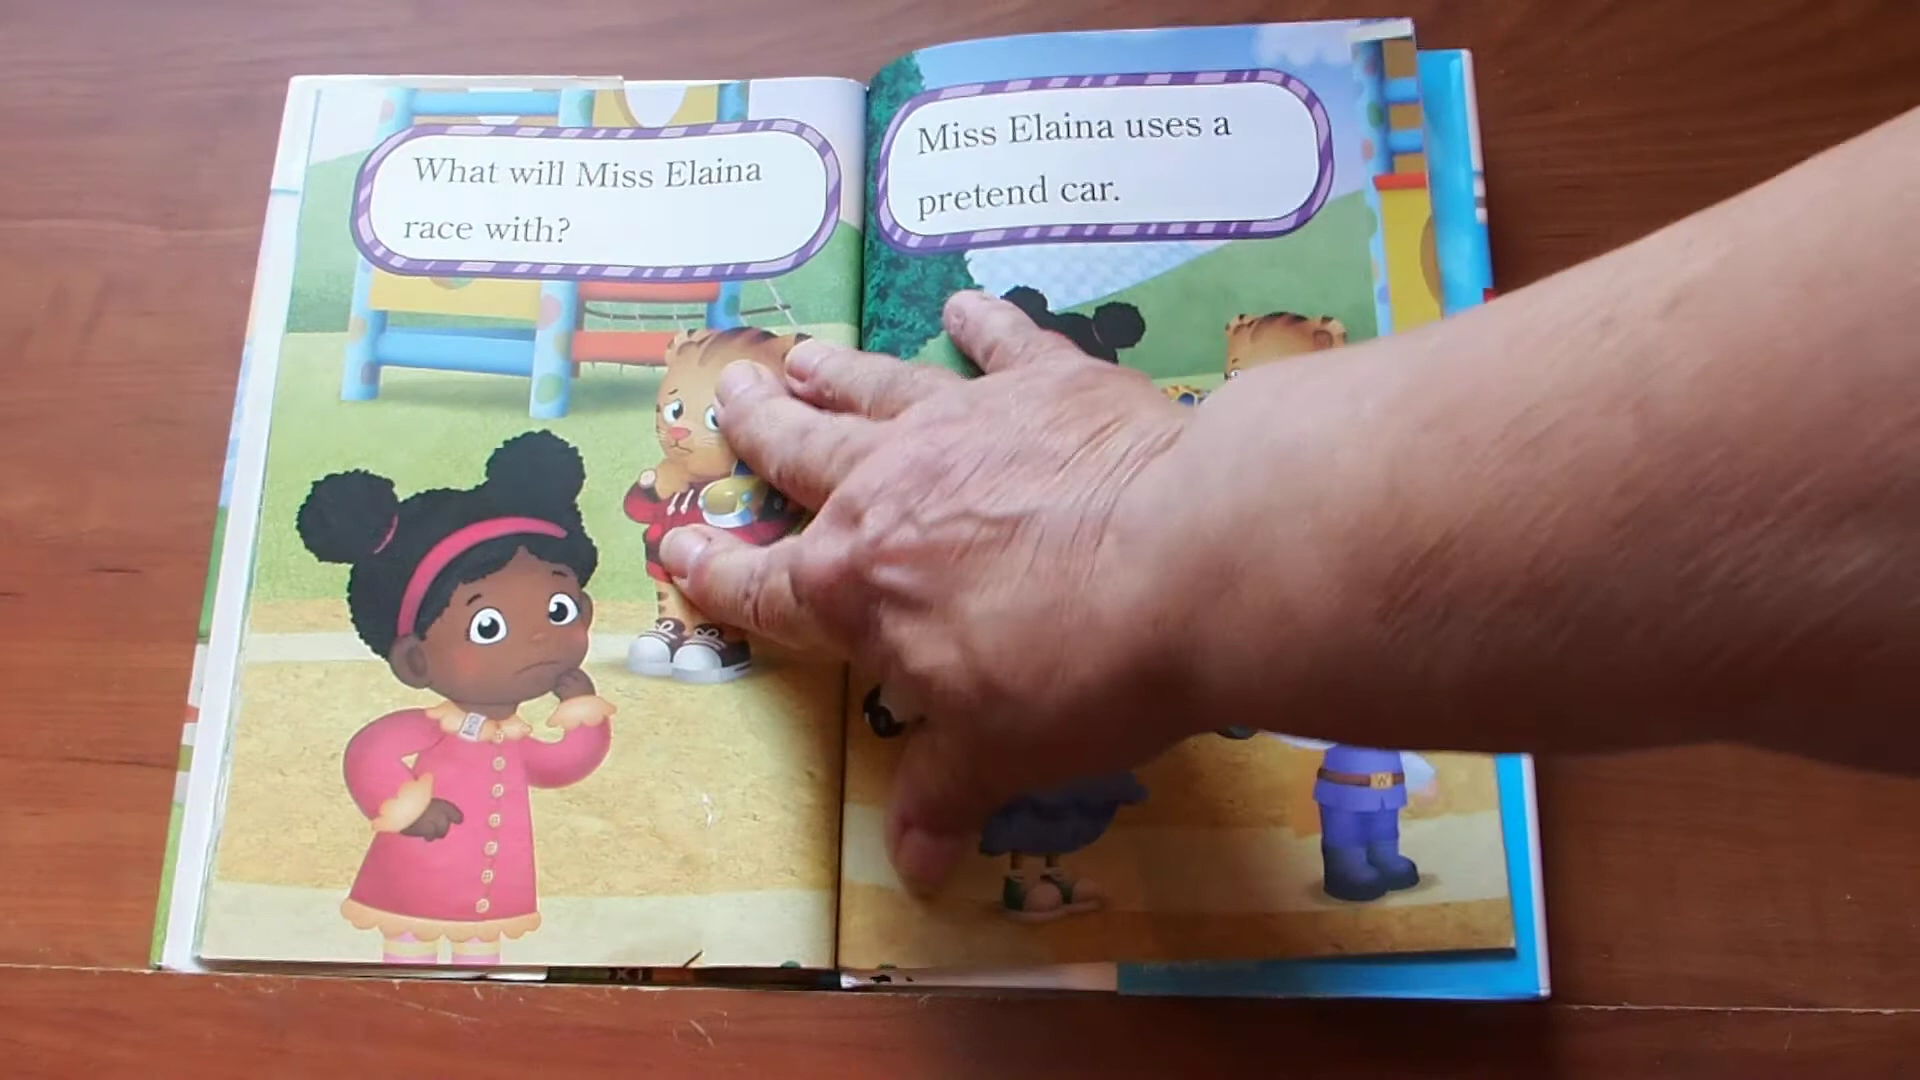 What will Miss Elaina
race with?
Miss Elaina uses a
pretend car.
W